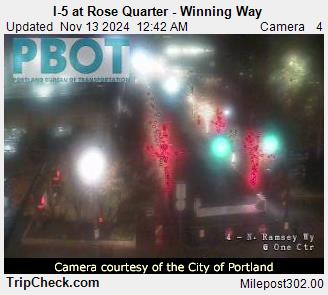 I-5 at Rose Quarter - Winning Way
Updated Nov 13 2024 12:42 AM Camera 4
PBOT
PORTLAND BUREAU OF TRANSPORTATION
4 - N. Ramsey Wy
@ One Ctr
Camera courtesy of the City of Portland
TripCheck.com Milepost302.00